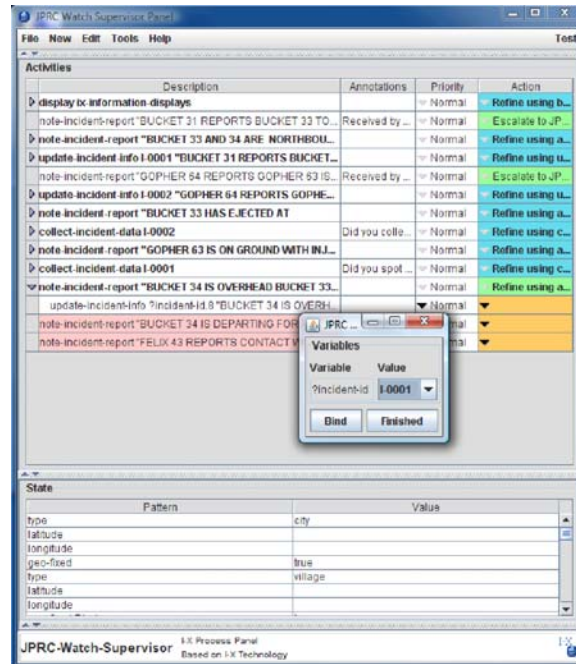 JPRC Watch Supervisor Panel
File New Edit Tools Help Test
Activities
Description Annotations Priority Action
display ix-information-displays Normal Refine using b...
note-incident-report "BUCKET 31 REPORTS BUCKET 33 TO... Received by ... Normal Escalate to JP...
note-incident-report "BUCKET 33 AND 34 ARE NORTHBOU... Normal Refine using a...
update-incident-info I-0001 "BUCKET 31 REPORTS BUCKET... Normal Refine using u...
note-incident-report "GOPHER 64 REPORTS GOPHER 63 IS... Received by ... Normal Escalate to JP...
update-incident-info I-0002 "GOPHER 64 REPORTS GOPHE... Normal Refine using u...
note-incident-report "BUCKET 33 HAS EJECTED AT Normal Refine using a...
collect-incident-data I-0002 Did you colle... Normal Refine using c...
note-incident-report "GOPHER 63 IS ON GROUND WITH INJ... Normal Refine using a...
collect-incident-data I-0001 Did you spot ... Normal Refine using c...
note-incident-report "BUCKET 34 IS OVERHEAD BUCKET 33... Normal Refine using a...
update-incident-info ?incident-id.8 "BUCKET 34 IS OVERH... Normal
note-incident-report "BUCKET 34 IS DEPARTING FOR
note-incident-report "FELIX 43 REPORTS CONTACT
JPRC ...
Variables
Variable Value
?incident-id I-0001
Bind Finished
State
Pattern Value
type city
latitude
longitude
geo-fixed true
type village
latitude
longitude
JPRC-Watch-Supervisor
I-X Process Panel
Based on I-X Technology
I-X